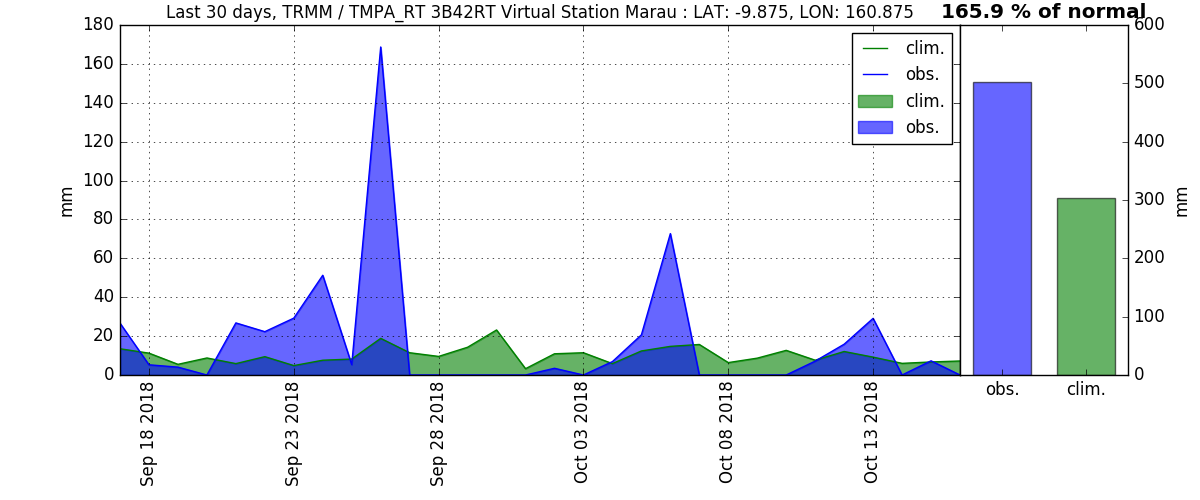 Last 30 days, TRMM / TMPA_RT 3B42RT Virtual Station Marau : LAT: -9.875, LON: 160.875
165.9 % of normal
180
160
140
120
100
80
60
40
20
0
mm
clim.
obs.
clim.
obs.
600
500
400
300
200
100
0
mm
Sep 18 2018
Sep 23 2018
Sep 28 2018
Oct 03 2018
Oct 08 2018
Oct 13 2018
obs.
clim.